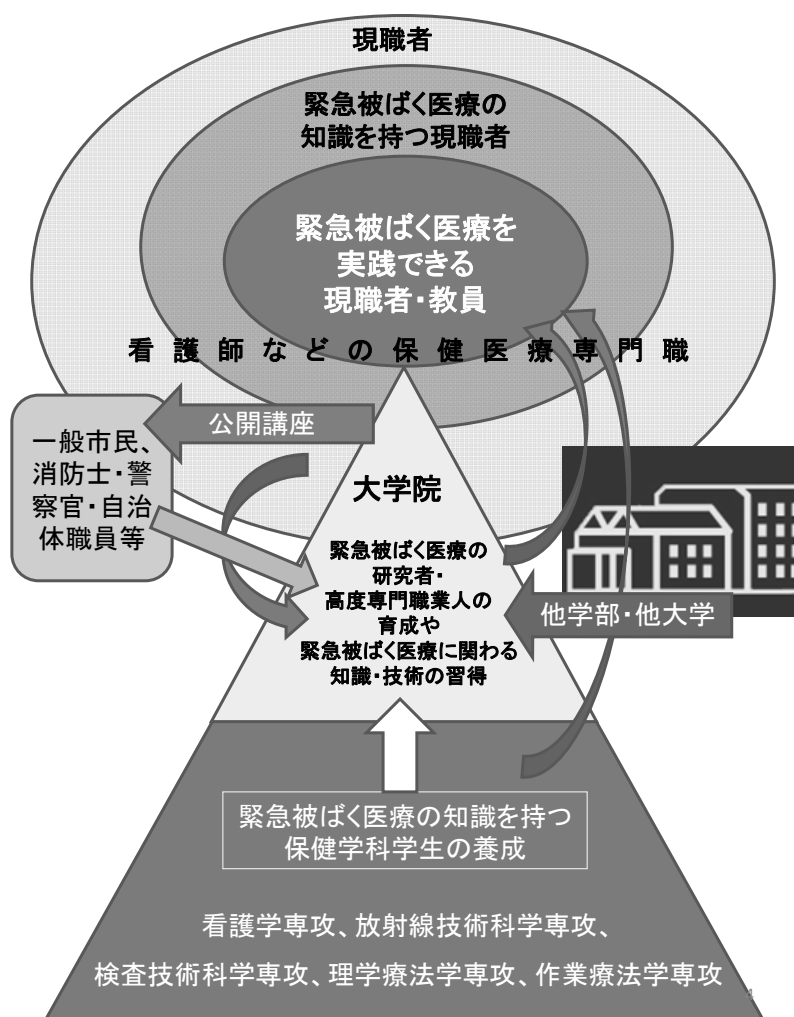 現職者
緊急被ばく医療の
知識を持つ現職者
緊急被ばく医療を
実践できる
現職者・教員
看護師などの保健医療専門職
公開講座
一般市民、
消防士・警
察官・自治
体職員等
大学院
緊急被ばく医療の
研究者・
高度専門職業人の
育成や
緊急被ばく医療に関わる
知識・技術の習得
他学部・他大学
緊急被ばく医療の知識を持つ
保健学科学生の養成
看護学専攻、放射線技術科学専攻、
検査技術科学専攻、理学療法学専攻、作業療法学専攻